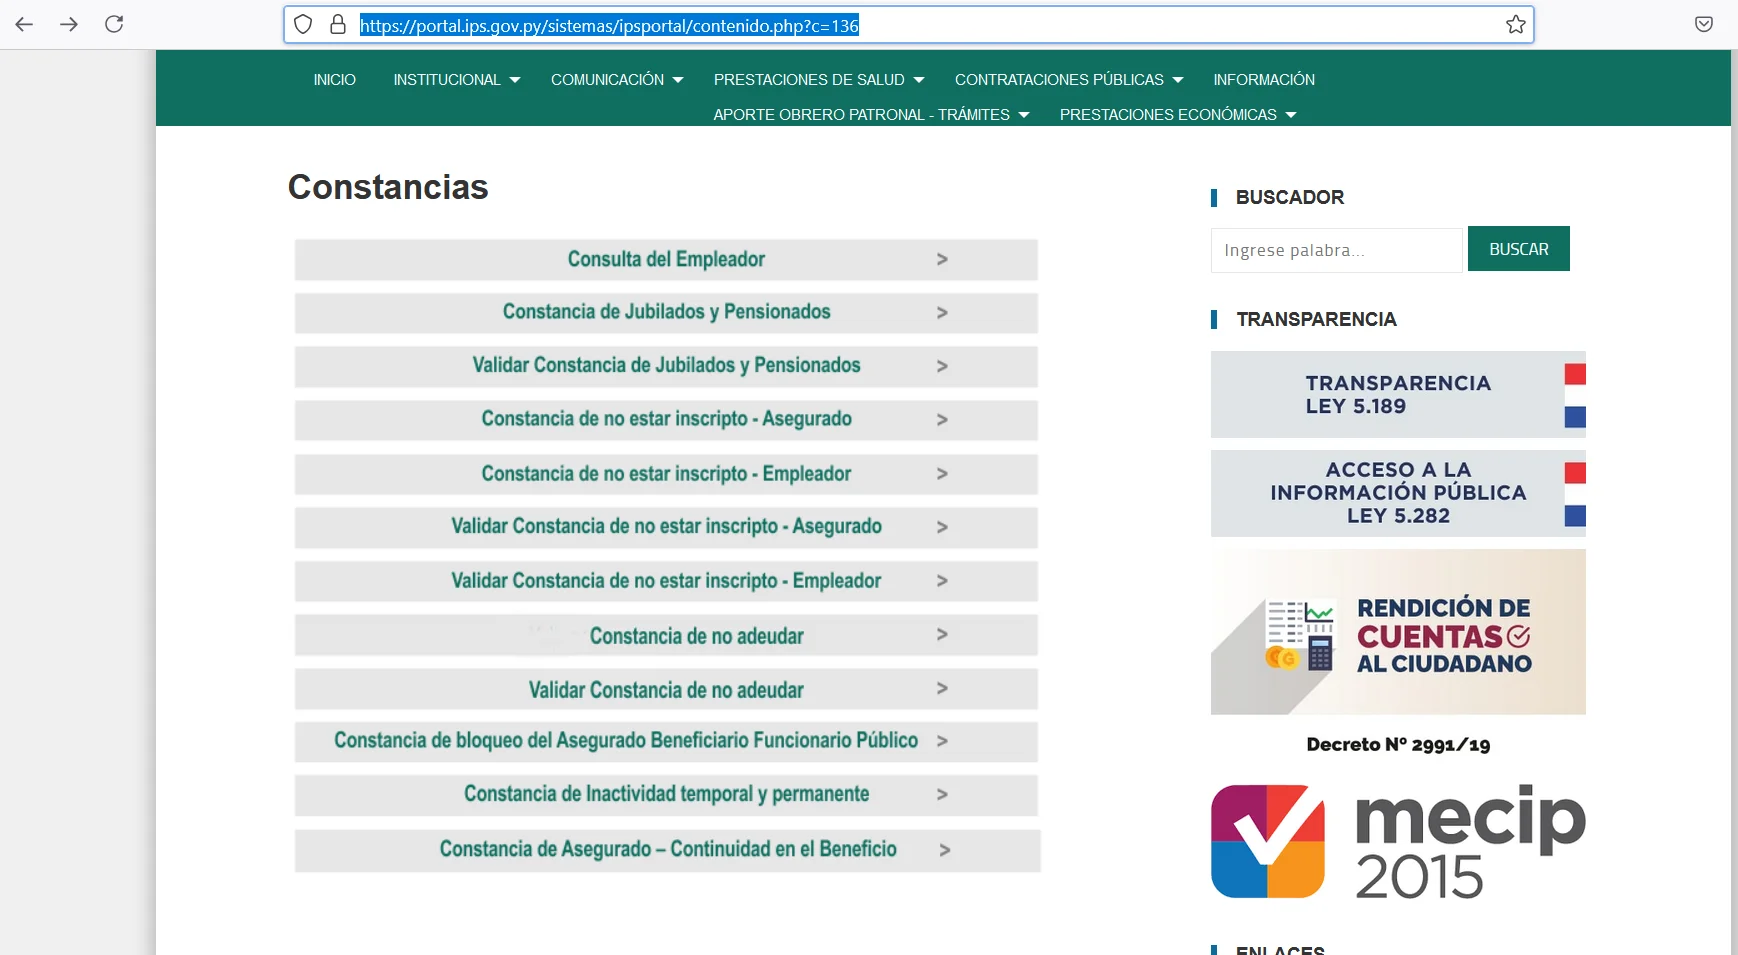 https://portal.ips.gov.py/sistemas/ipsportal/contenido.php?c=136
INICIO INSTITUCIONAL COMUNICACIÓN PRESTACIONES DE SALUD CONTRATACIONES PÚBLICAS INFORMACIÓN
APORTE OBRERO PATRONAL - TRÁMITES PRESTACIONES ECONÓMICAS
Constancias
Consulta del Empleador >
Constancia de Jubilados y Pensionados >
Validar Constancia de Jubilados y Pensionados >
Constancia de no estar inscripto - Asegurado >
Constancia de no estar inscripto - Empleador >
Validar Constancia de no estar inscripto - Asegurado >
Validar Constancia de no estar inscripto - Empleador >
Constancia de no adeudar >
Validar Constancia de no adeudar >
Constancia de bloqueo del Asegurado Beneficiario Funcionario Público >
Constancia de Inactividad temporal y permanente >
Constancia de Asegurado – Continuidad en el Beneficio >
BUSCADOR
Ingrese palabra... BUSCAR
TRANSPARENCIA
TRANSPARENCIA
LEY 5.189
ACCESO A LA
INFORMACIÓN PÚBLICA
LEY 5.282
RENDICIÓN DE
CUENTAS
AL CIUDADANO
Decreto Nº 2991/19
mecip
2015
ENLACES